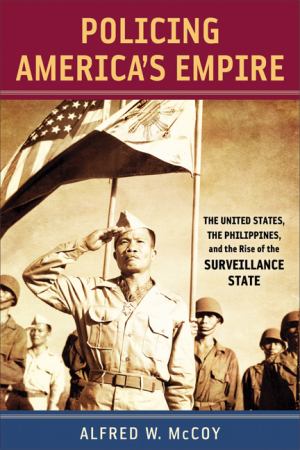 POLICING
AMERICA'S EMPIRE
THE UNITED STATES,
THE PHILIPPINES,
and the Rise of the
SURVEILLANCE
STATE
ALFRED W. McCOY